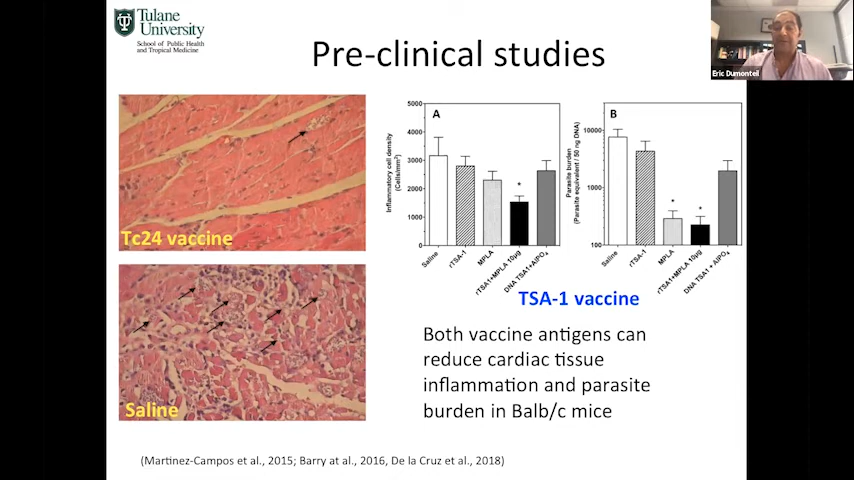 Tulane
University
School of Public Health
and Tropical Medicine
Pre-clinical studies
Eric Dumonteil
Tc24 vaccine
Saline
A
Inflammatory cell density
(Cells/mm²)
5000
4000
3000
2000
1000
0
*
Saline
rTSA-1
MPLA
rTSA1+MPLA 10µg
DNA TSA1+AlPO₄
B
Parasite burden
(Parasite equivalent / 50 ng DNA)
10000
1000
100
*
*
Saline
rTSA-1
MPLA
rTSA1+MPLA 10µg
DNA TSA1 + AlPO₄
TSA-1 vaccine
Both vaccine antigens can
reduce cardiac tissue
inflammation and parasite
burden in Balb/c mice
(Martinez-Campos et al., 2015; Barry at al., 2016, De la Cruz et al., 2018)